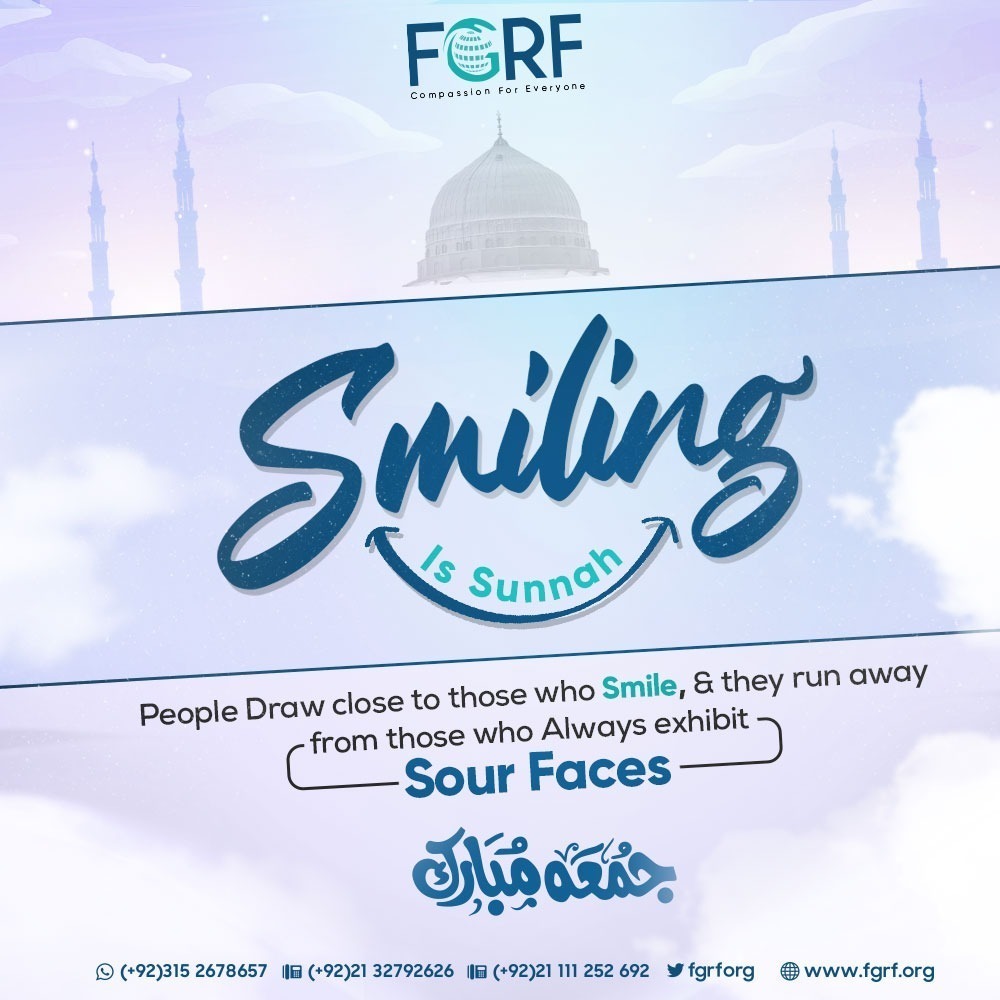 FGRF
Compassion For Everyone
Smiling
Is Sunnah
People Draw close to those who Smile, & they run away
from those who Always exhibit
Sour Faces
جُمُعَہ مُبَارَک
(+92)315 2678657 (+92)21 32792626 (+92)21 111 252 692 fgrforg www.fgrf.org